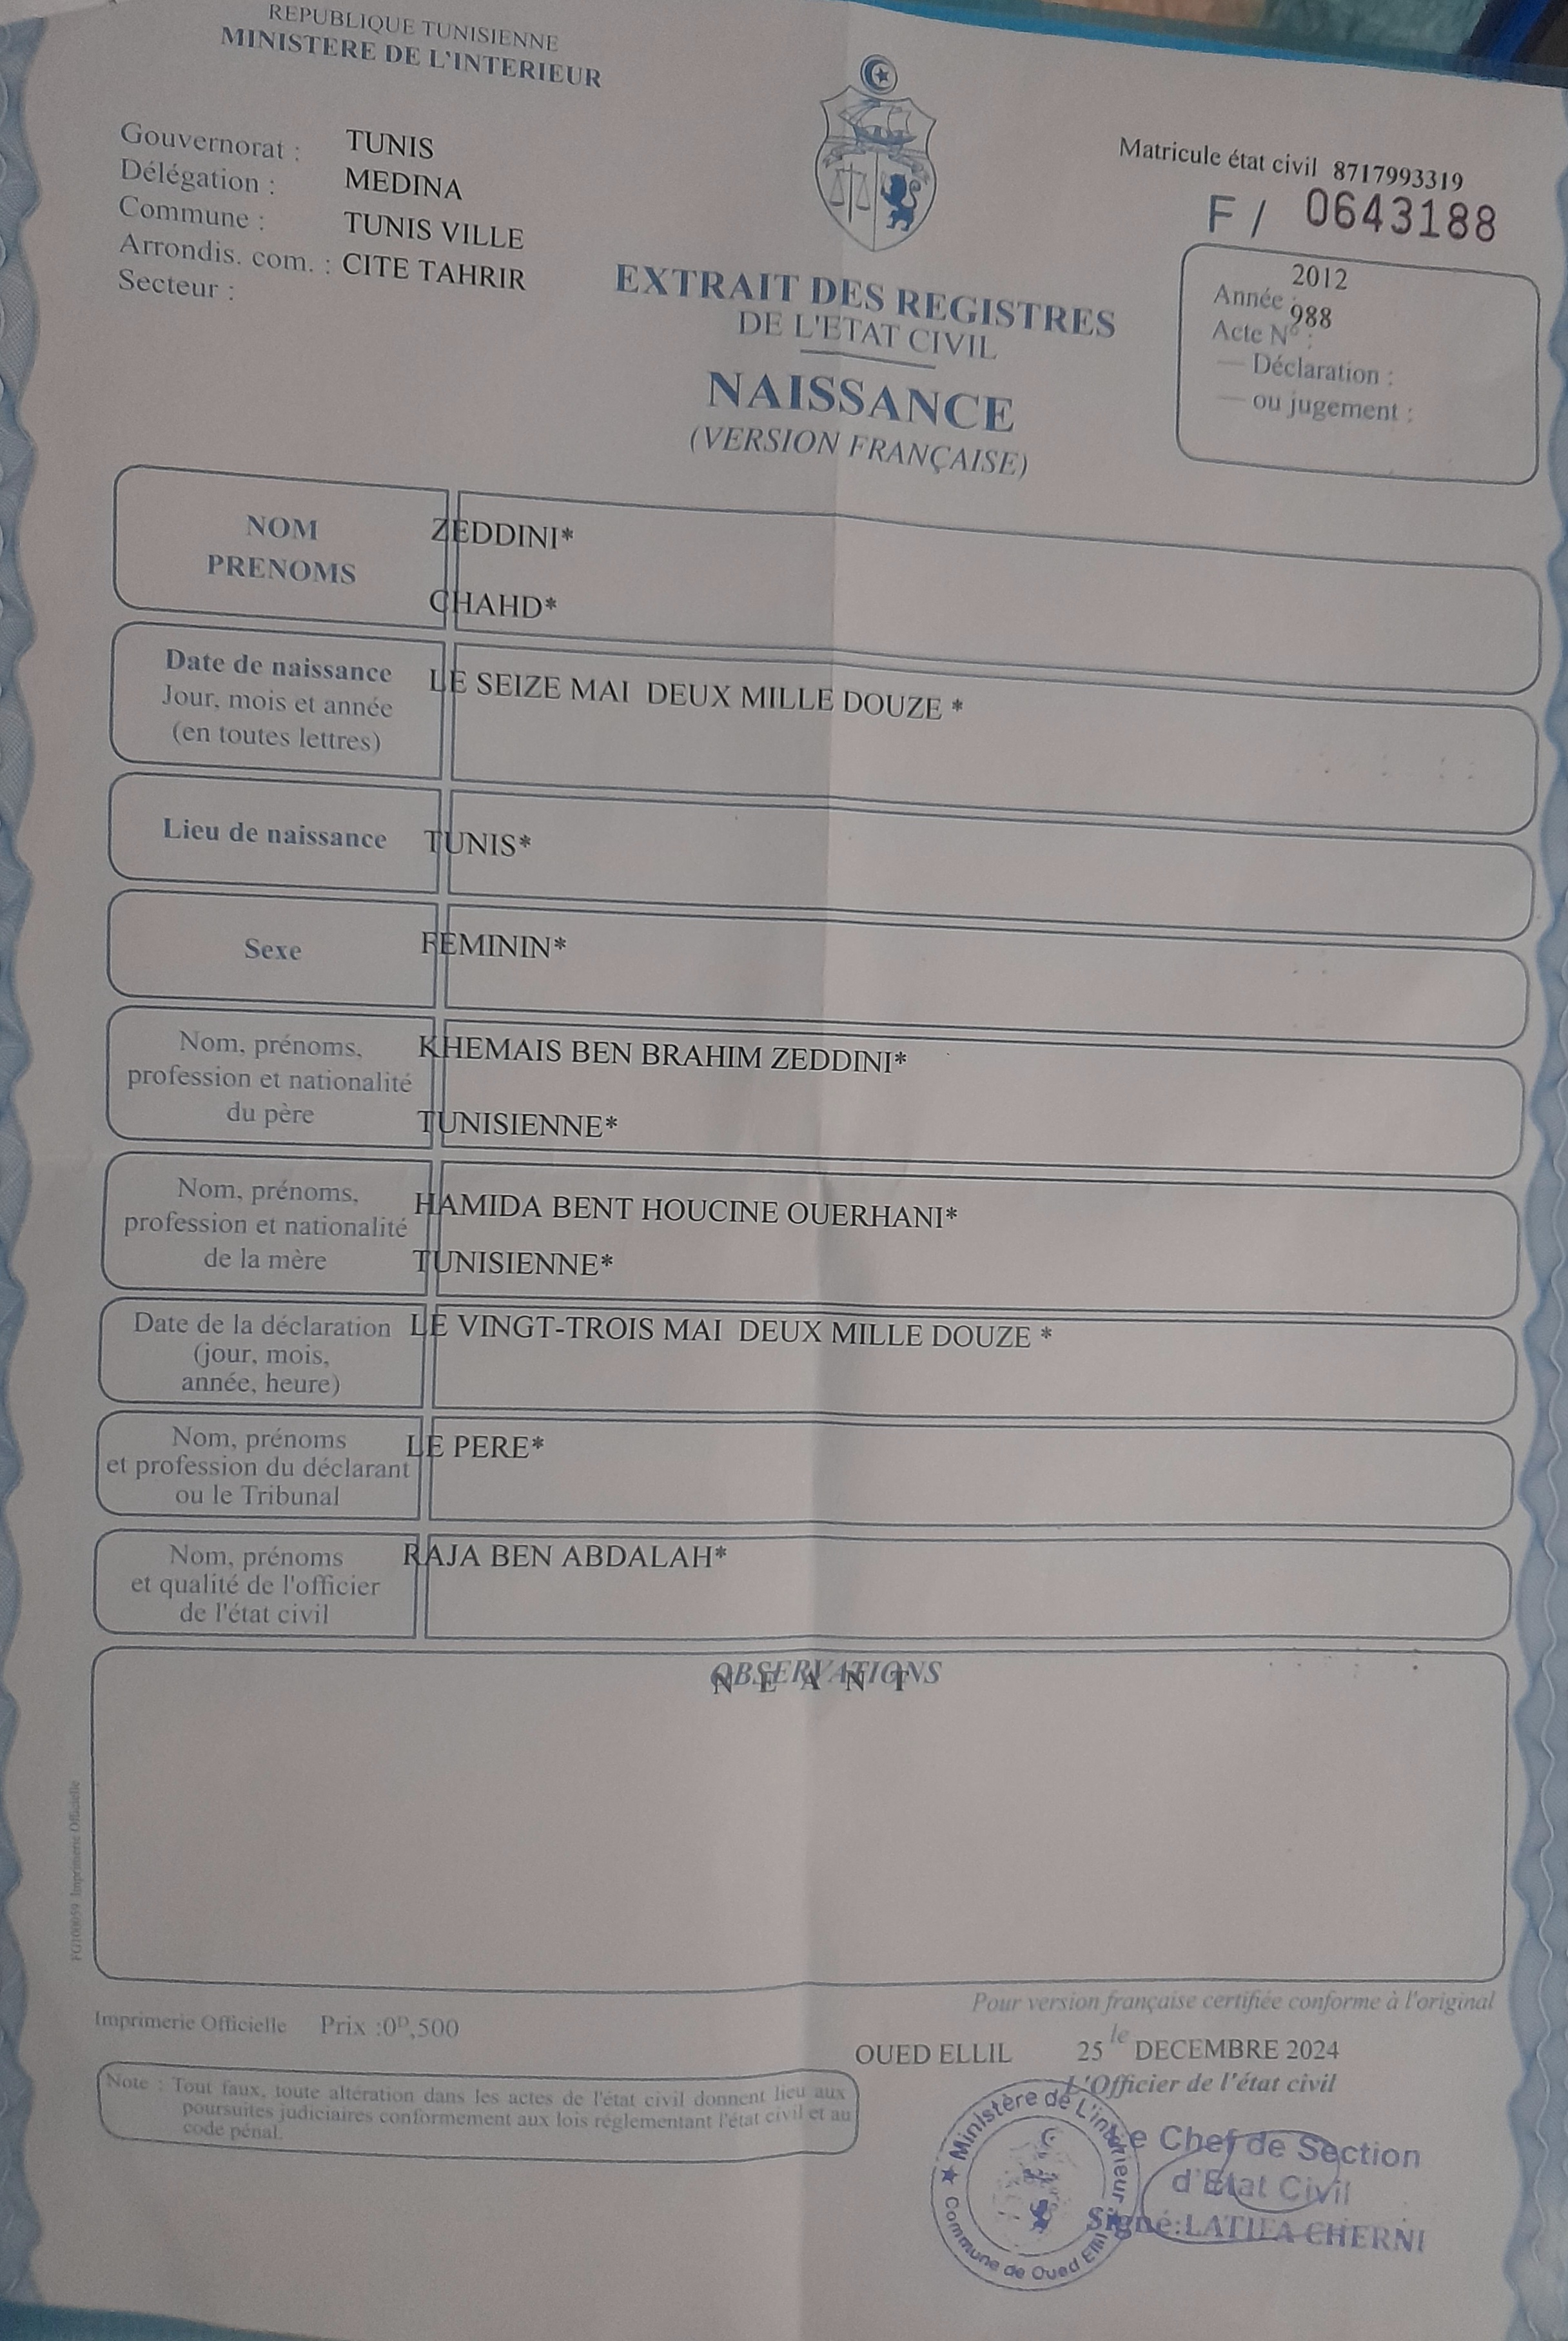 REPUBLIQUE TUNISIENNE
MINISTERE DE L'INTERIEUR
Gouvernorat : TUNIS
Délégation : MEDINA
Commune : TUNIS VILLE
Arrondis. com. : CITE TAHRIR
Secteur :
Matricule état civil 8717993319
F / 0643188
EXTRAIT DES REGISTRES
DE L'ETAT CIVIL
NAISSANCE
(VERSION FRANÇAISE)
2012
Année :
988
Acte N° :
— Déclaration :
— ou jugement :
NOM
PRENOMS
ZEDDINI*
CHAHD*
Date de naissance
Jour, mois et année
(en toutes lettres)
LE SEIZE MAI DEUX MILLE DOUZE *
Lieu de naissance
TUNIS*
Sexe
FEMININ*
Nom, prénoms,
profession et nationalité
du père
KHEMAIS BEN BRAHIM ZEDDINI*
TUNISIENNE*
Nom, prénoms,
profession et nationalité
de la mère
HAMIDA BENT HOUCINE OUERHANI*
TUNISIENNE*
Date de la déclaration
(jour, mois,
année, heure)
LE VINGT-TROIS MAI DEUX MILLE DOUZE *
Nom, prénoms
et profession du déclarant
ou le Tribunal
LE PERE*
Nom, prénoms
et qualité de l'officier
de l'état civil
RAJA BEN ABDALAH*
OBSERVATIONS
N E A N T
FG100059 Imprimerie Officielle
Imprimerie Officielle Prix :0ᴰ,500
Note : Tout faux, toute altération dans les actes de l'état civil donnent lieu aux
poursuites judiciaires conformement aux lois réglementant l'état civil et au
code pénal.
Pour version française certifiée conforme à l'original
OUED ELLIL 25 le DECEMBRE 2024
L'Officier de l'état civil
Ministère de L'intérieur
Commune de Oued Ellil
Le Chef de Section
d'Etat Civil
Signé:LATIFA CHERNI